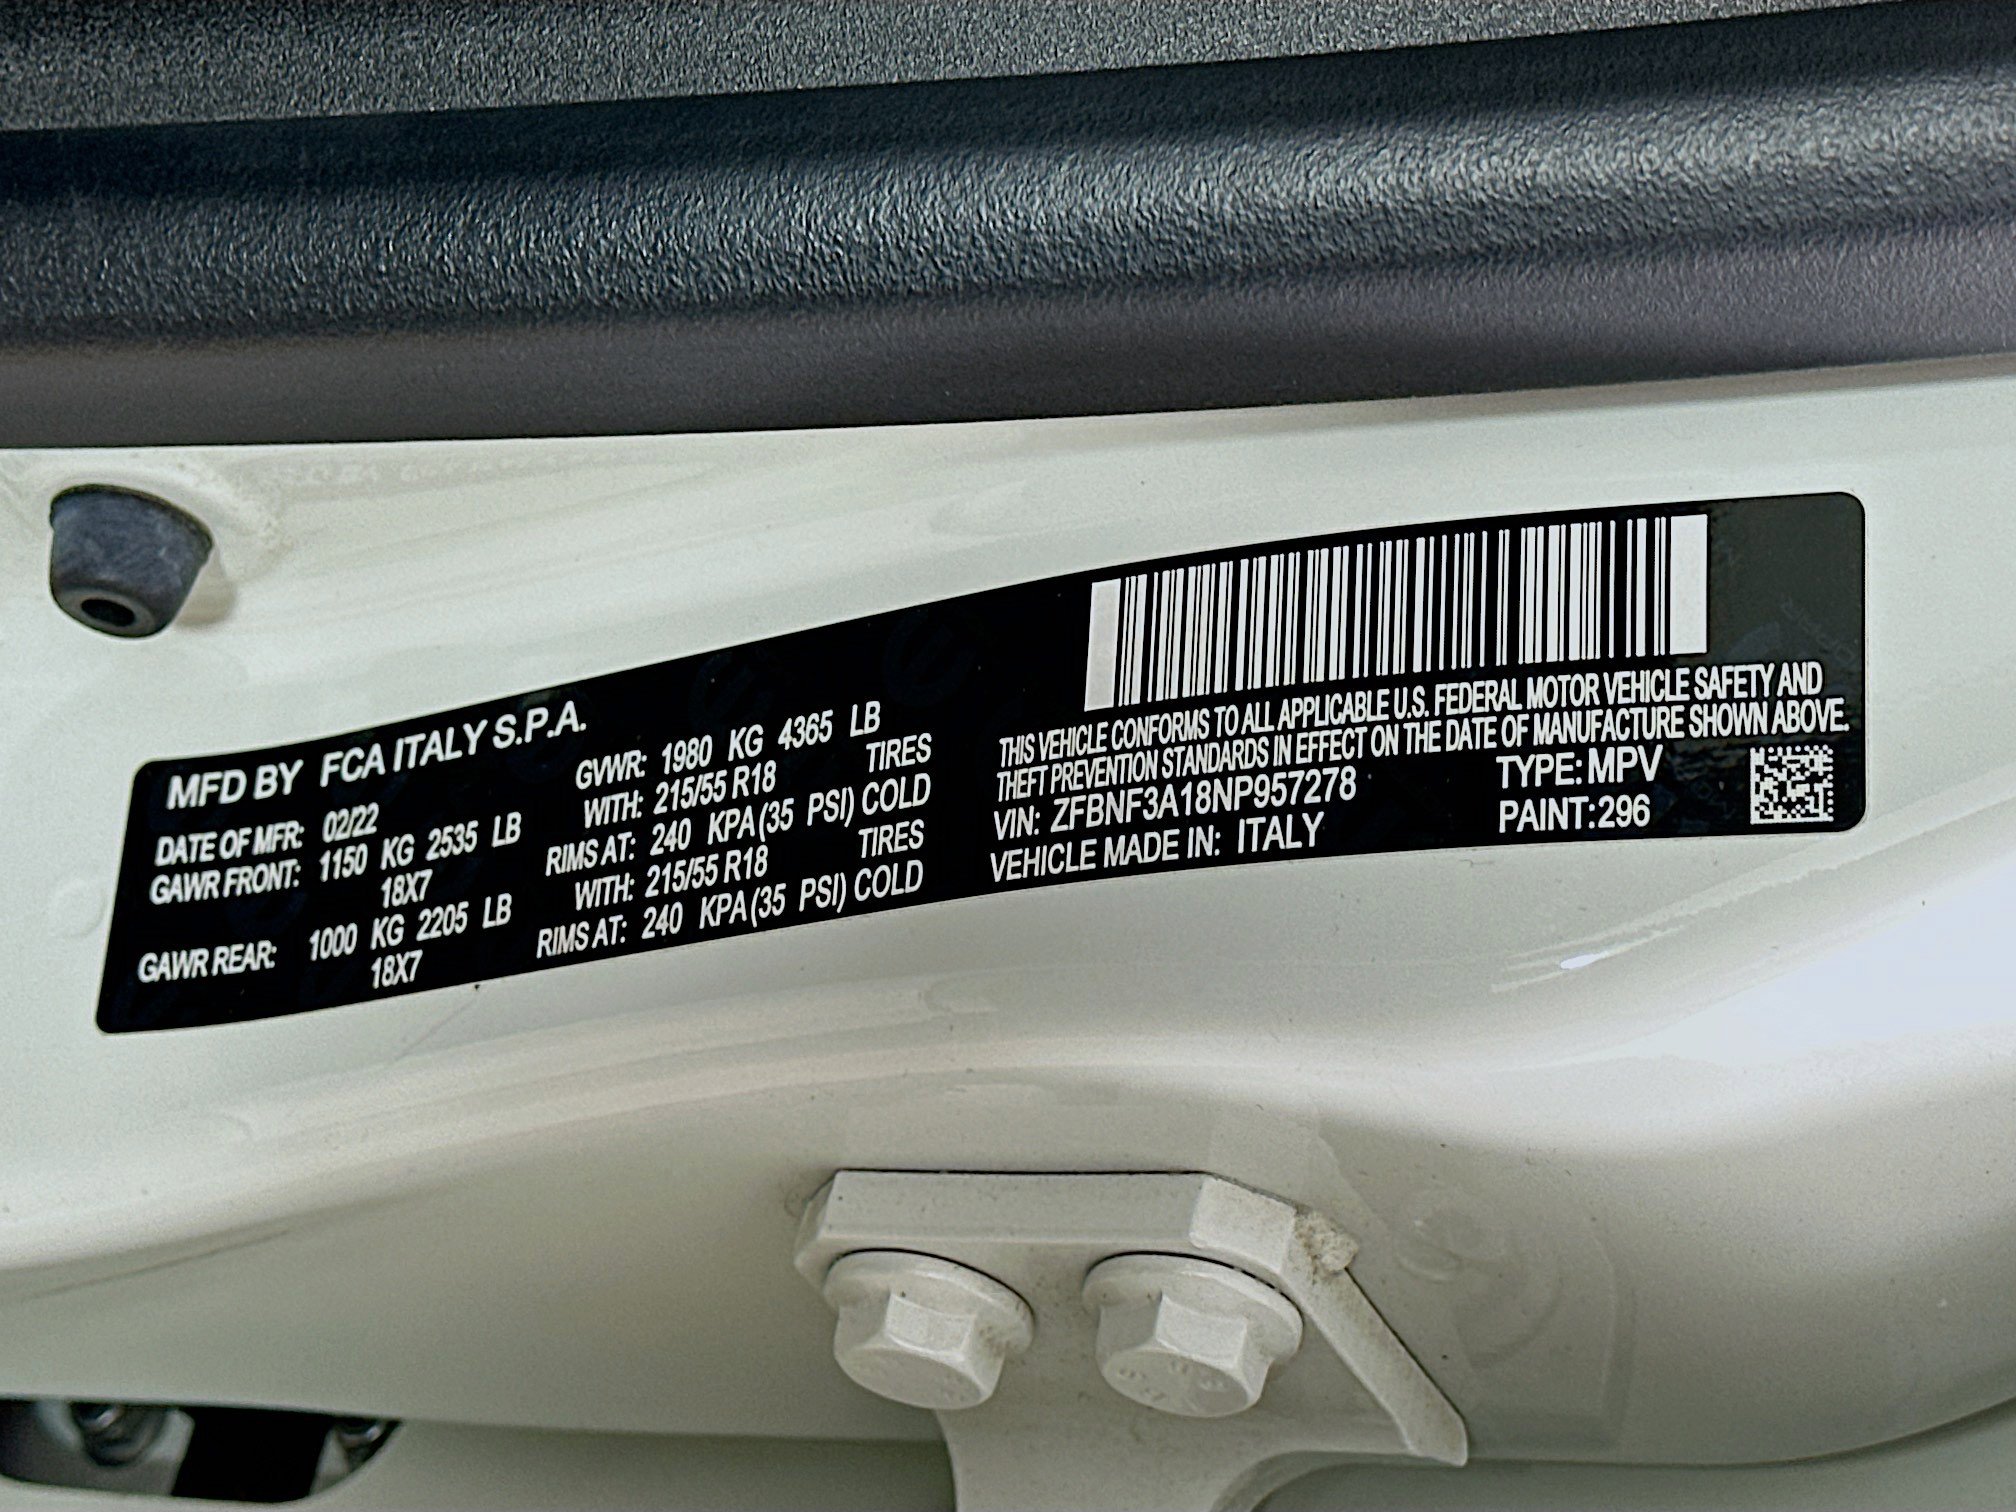 MFD BY FCA ITALY S.P.A.
DATE OF MFR: 02/22 GVWR: 1980 KG 4365 LB
GAWR FRONT: 1150 KG 2535 LB WITH: 215/55 R18 TIRES
18X7 RIMS AT: 240 KPA (35 PSI) COLD
GAWR REAR: 1000 KG 2205 LB WITH: 215/55 R18 TIRES
18X7 RIMS AT: 240 KPA (35 PSI) COLD
THIS VEHICLE CONFORMS TO ALL APPLICABLE U.S. FEDERAL MOTOR VEHICLE SAFETY AND
THEFT PREVENTION STANDARDS IN EFFECT ON THE DATE OF MANUFACTURE SHOWN ABOVE.
VIN: ZFBNF3A18NP957278 TYPE: MPV
VEHICLE MADE IN: ITALY PAINT:296